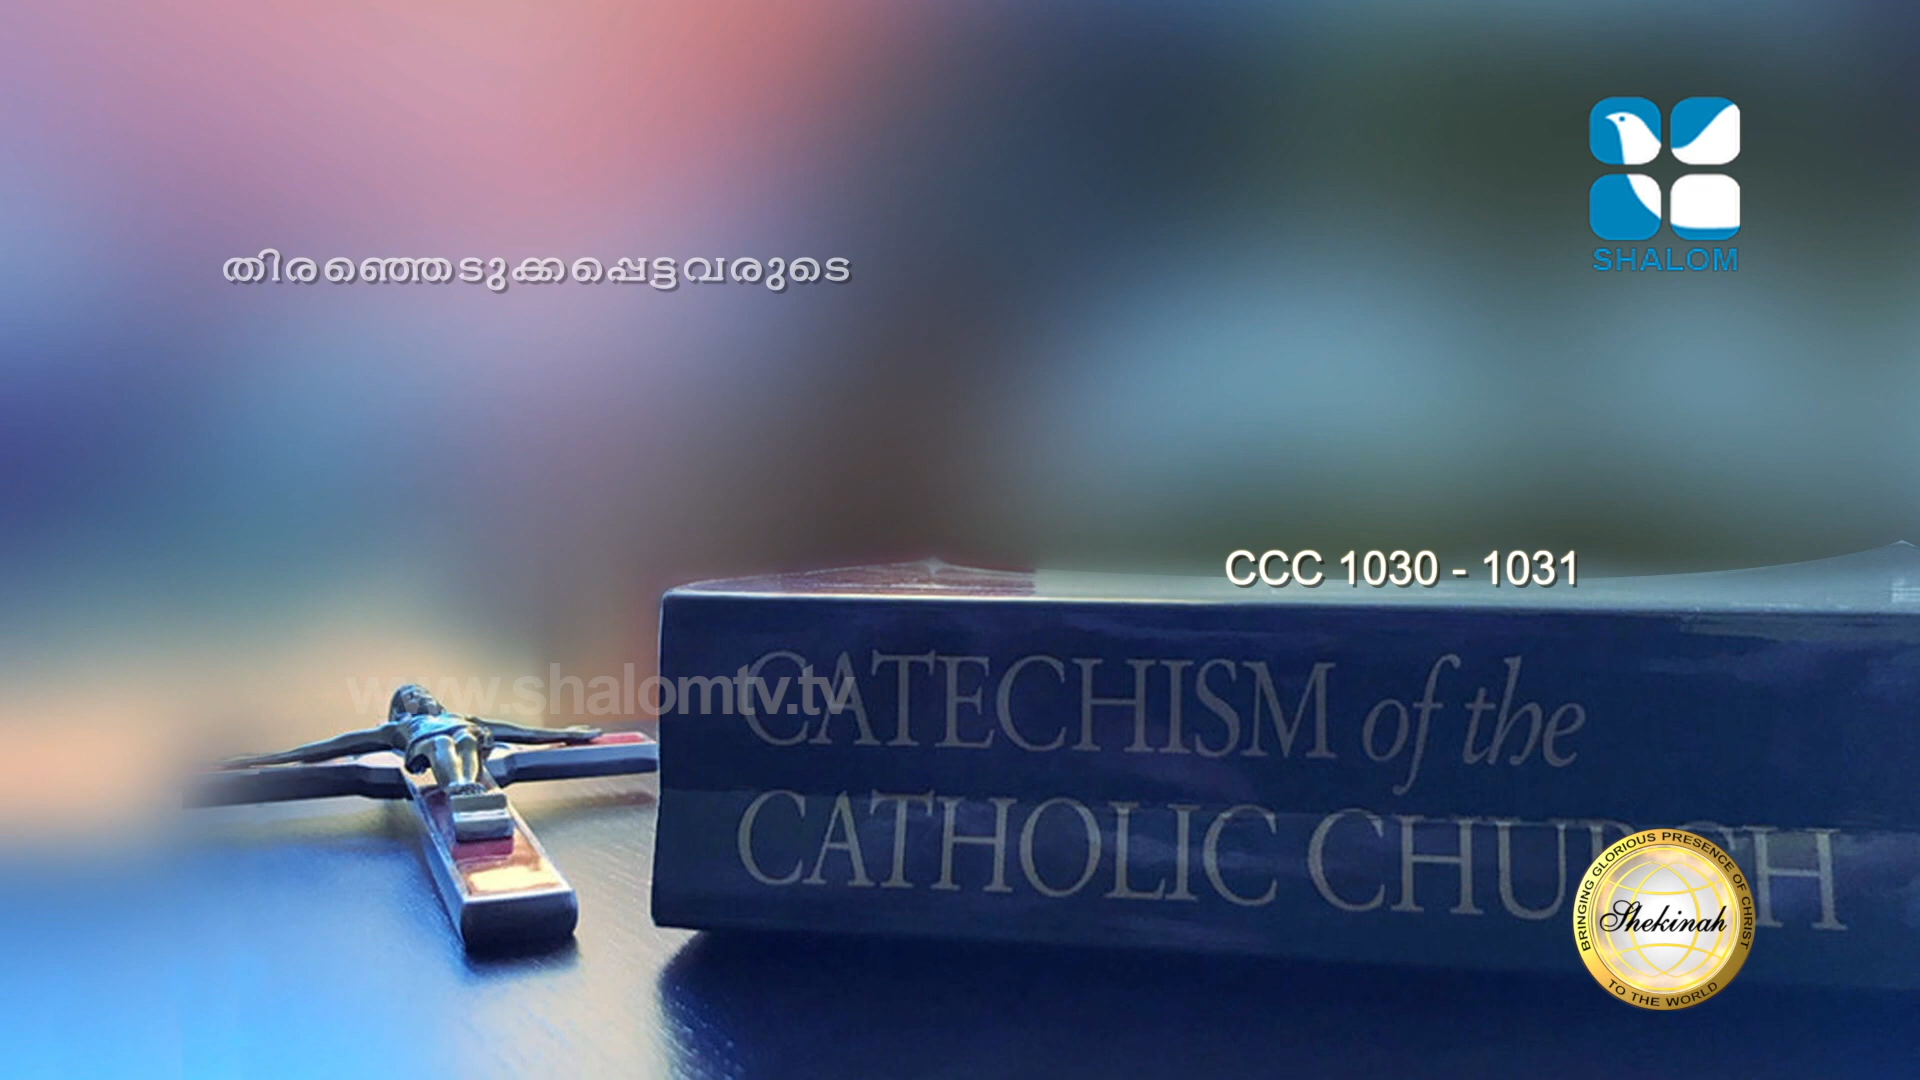 SHALOM
തിരഞ്ഞെടുക്കപ്പെട്ടവരുടെ
CCC 1030 - 1031
www.shalomtv.tv
CATECHISM of the
CATHOLIC CHURCH
BRINGING GLORIOUS PRESENCE OF CHRIST
Shekinah
TO THE WORLD